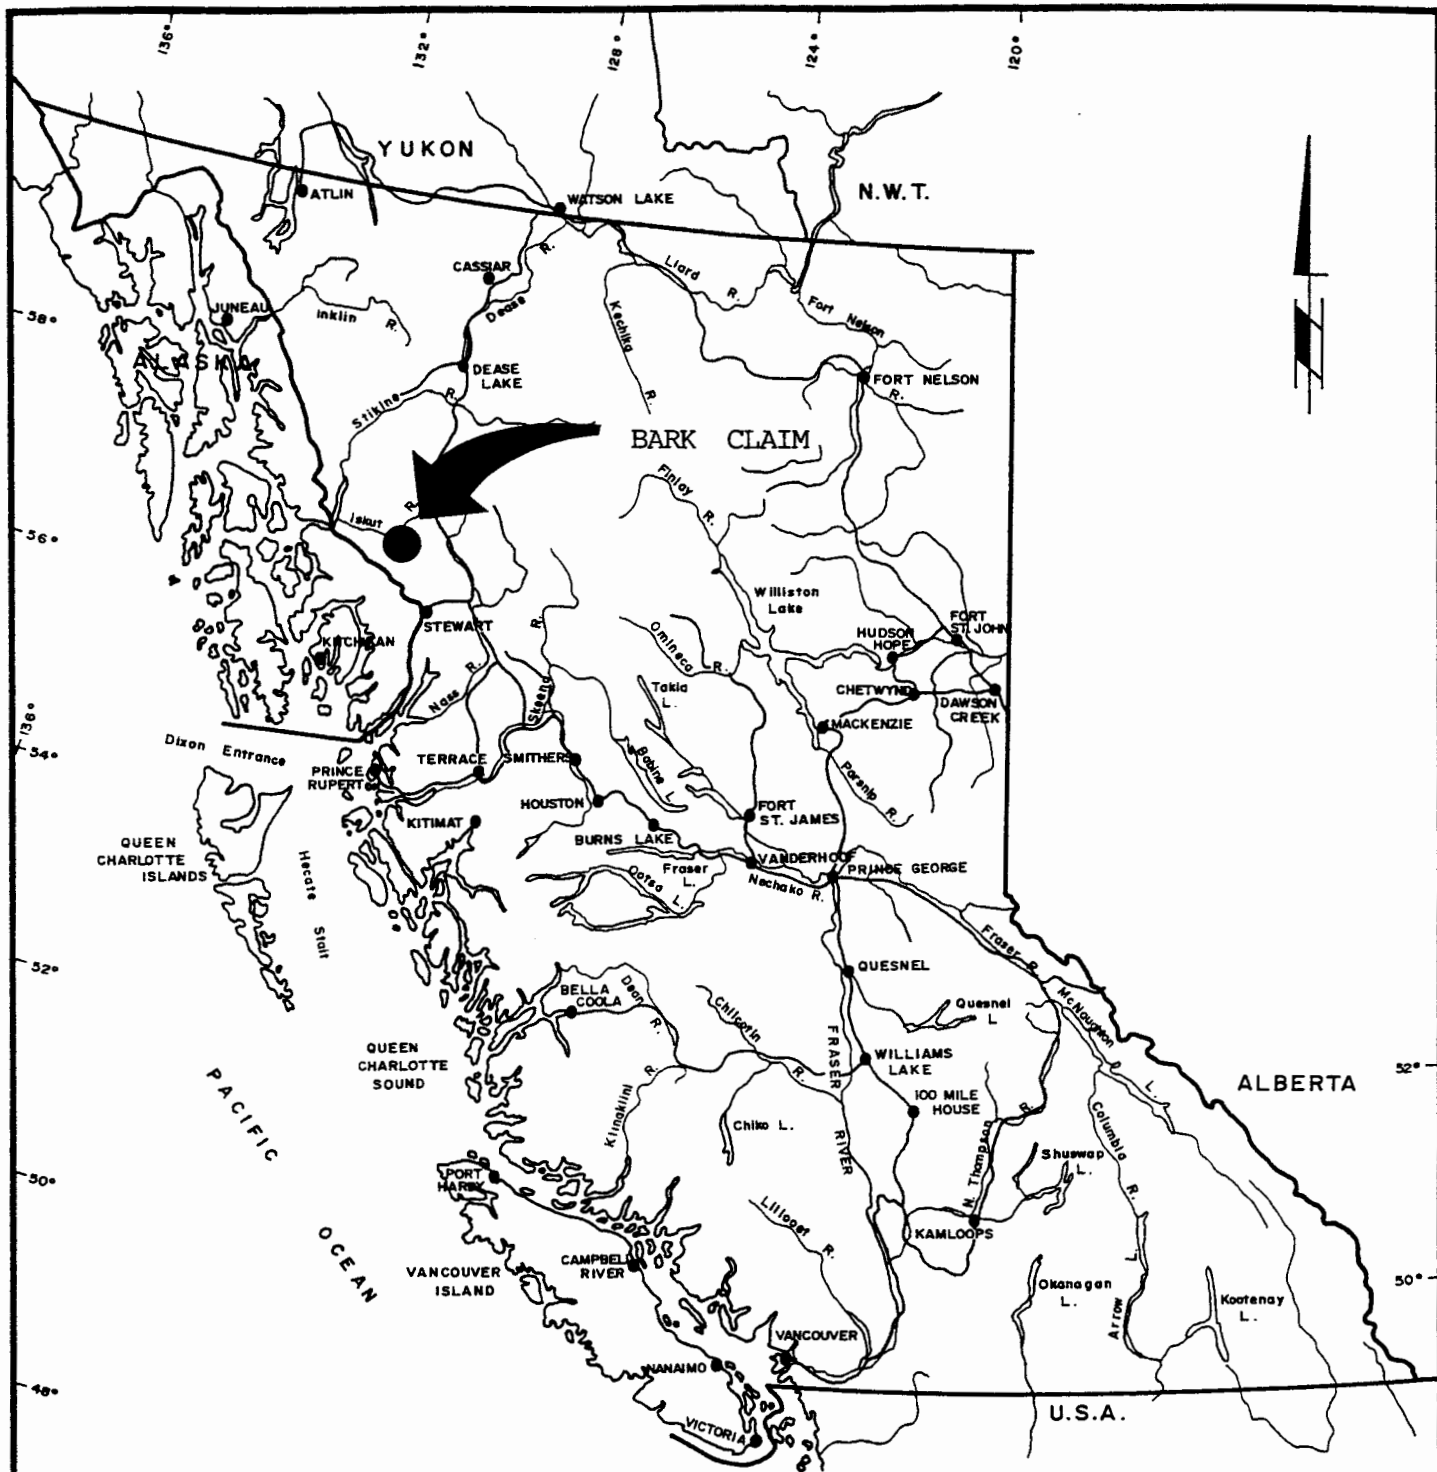 136°
132°
128°
124°
120°
YUKON
N.W.T.
ATLIN
WATSON LAKE
CASSIAR
Dease
R.
Liard
R.
Kechika
R.
Fort Nelson
R.
FORT NELSON
JUNEAU
Inklin
R.
58°
ALASKA
DEASE
LAKE
Stikine
R.
BARK CLAIM
Iskut
R.
56°
Finlay
R.
Williston
Lake
STEWART
KITCHIKAN
R.
Omineca
R.
HUDSON
HOPE
FORT
ST. JOHN
CHETWYND
DAWSON
CREEK
MACKENZIE
Takla
L.
Nass
R.
Skeena
136°
54°
Dixon Entrance
PRINCE
RUPERT
TERRACE
SMITHERS
Babine L.
Parsnip R.
KITIMAT
HOUSTON
FORT
ST. JAMES
BURNS LAKE
VANDERHOOF
Fraser
L.
Ootsa L.
Nechako R.
PRINCE GEORGE
QUEEN
CHARLOTTE
ISLANDS
Hecate Stait
Fraser R.
52°
QUESNEL
Quesnel
L
McNaughton L.
BELLA
COOLA
Dean
R.
Chilcotin
R.
FRASER
RIVER
WILLIAMS
LAKE
QUEEN
CHARLOTTE
SOUND
Klinaklini
R.
Chiko L.
100 MILE
HOUSE
ALBERTA
52°
PACIFIC
OCEAN
N. Thompson
R.
Shuswap
L.
Columbia
R.
50°
PORT
HARDY
Lillooet R.
KAMLOOPS
CAMPBELL
RIVER
VANCOUVER
ISLAND
Okanagan
L.
Arrow
L.
Kootenay
L.
50°
VANCOUVER
NANAIMO
48°
VICTORIA
U.S.A.